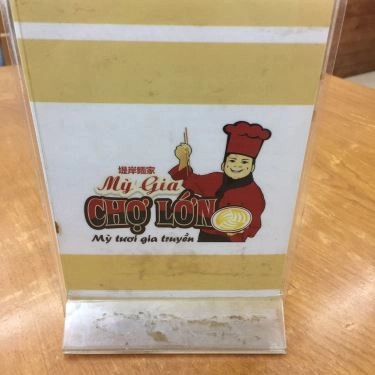 堤岸麵家
Mỳ Gia
CHỢ LỚN
Mỳ tươi gia truyền